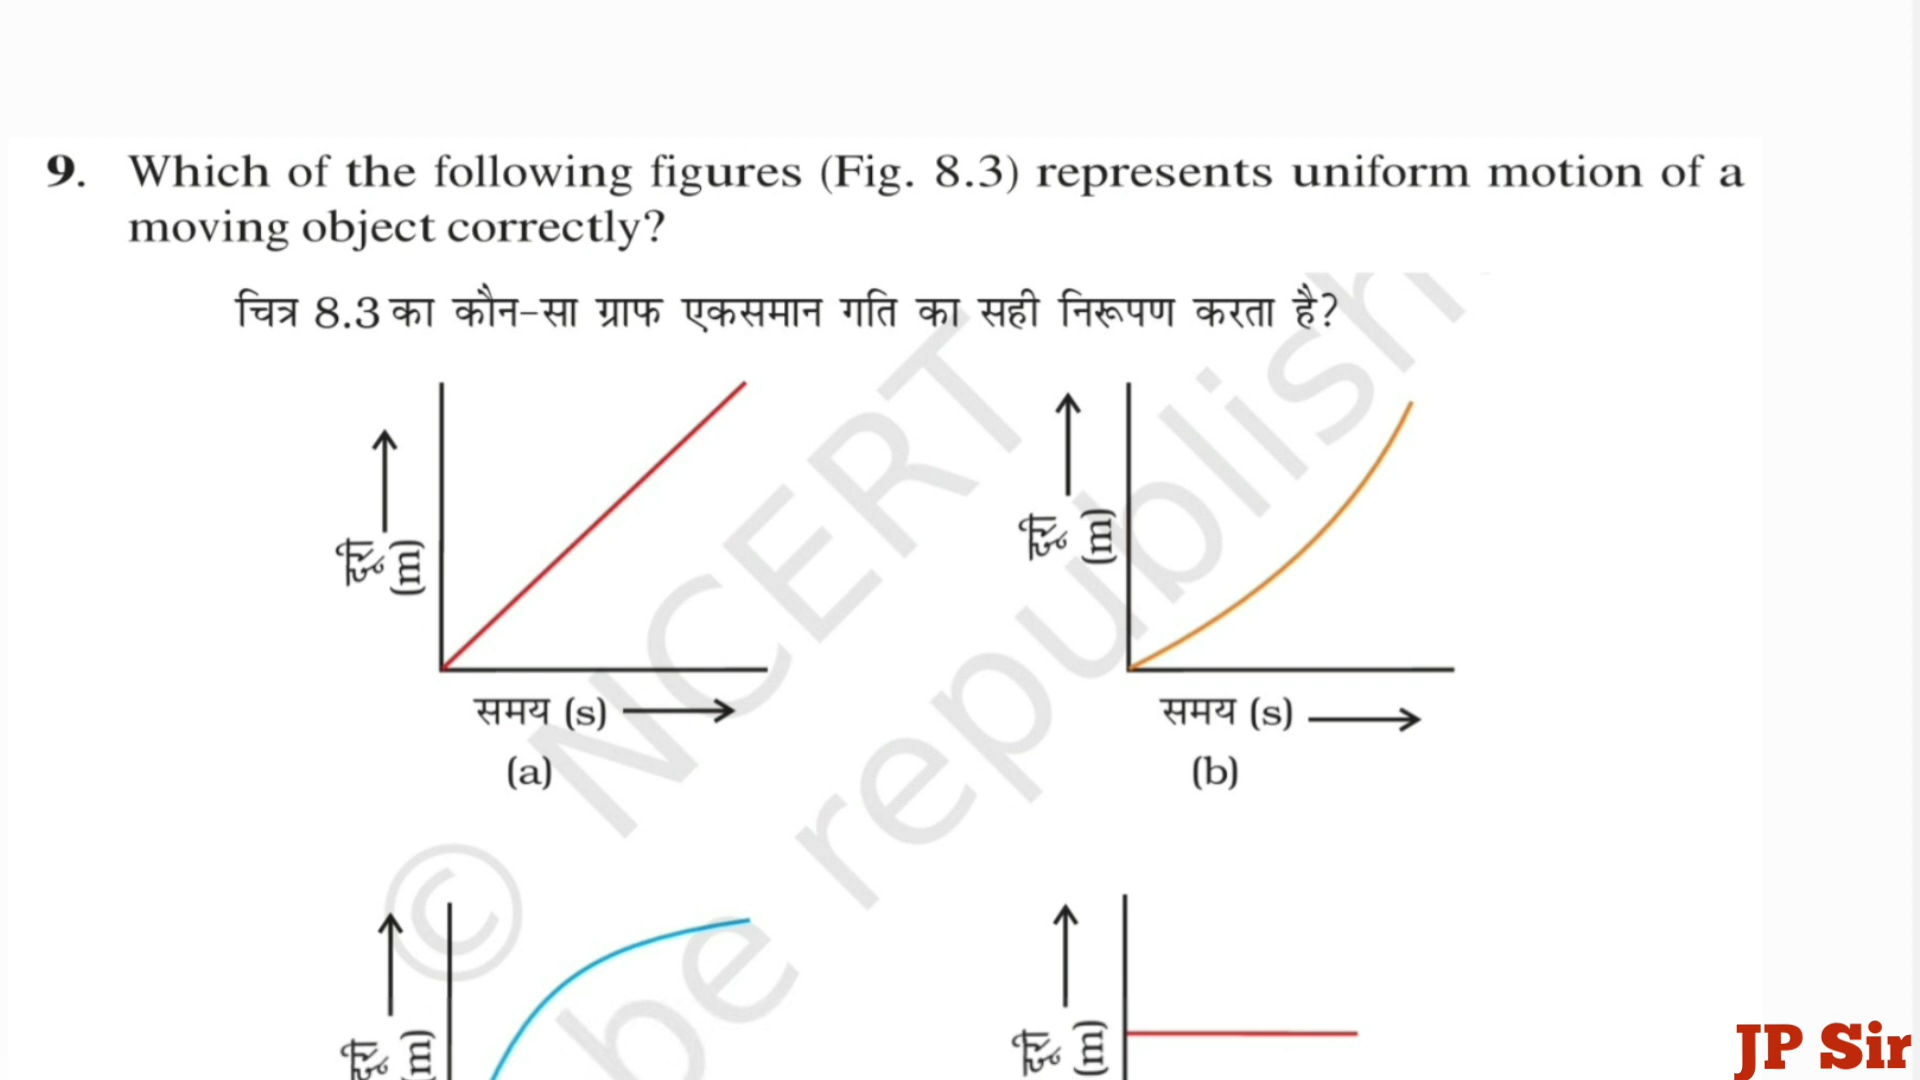 9. Which of the following figures (Fig. 8.3) represents uniform motion of a
moving object correctly?
चित्र 8.3 का कौन-सा ग्राफ एकसमान गति का सही निरूपण करता है?
दूरी
(m)
समय (s)
(a)
दूरी
(m)
समय (s)
(b)
दूरी
(m)
दूरी
(m)
© NCERT
be republish
JP Sir